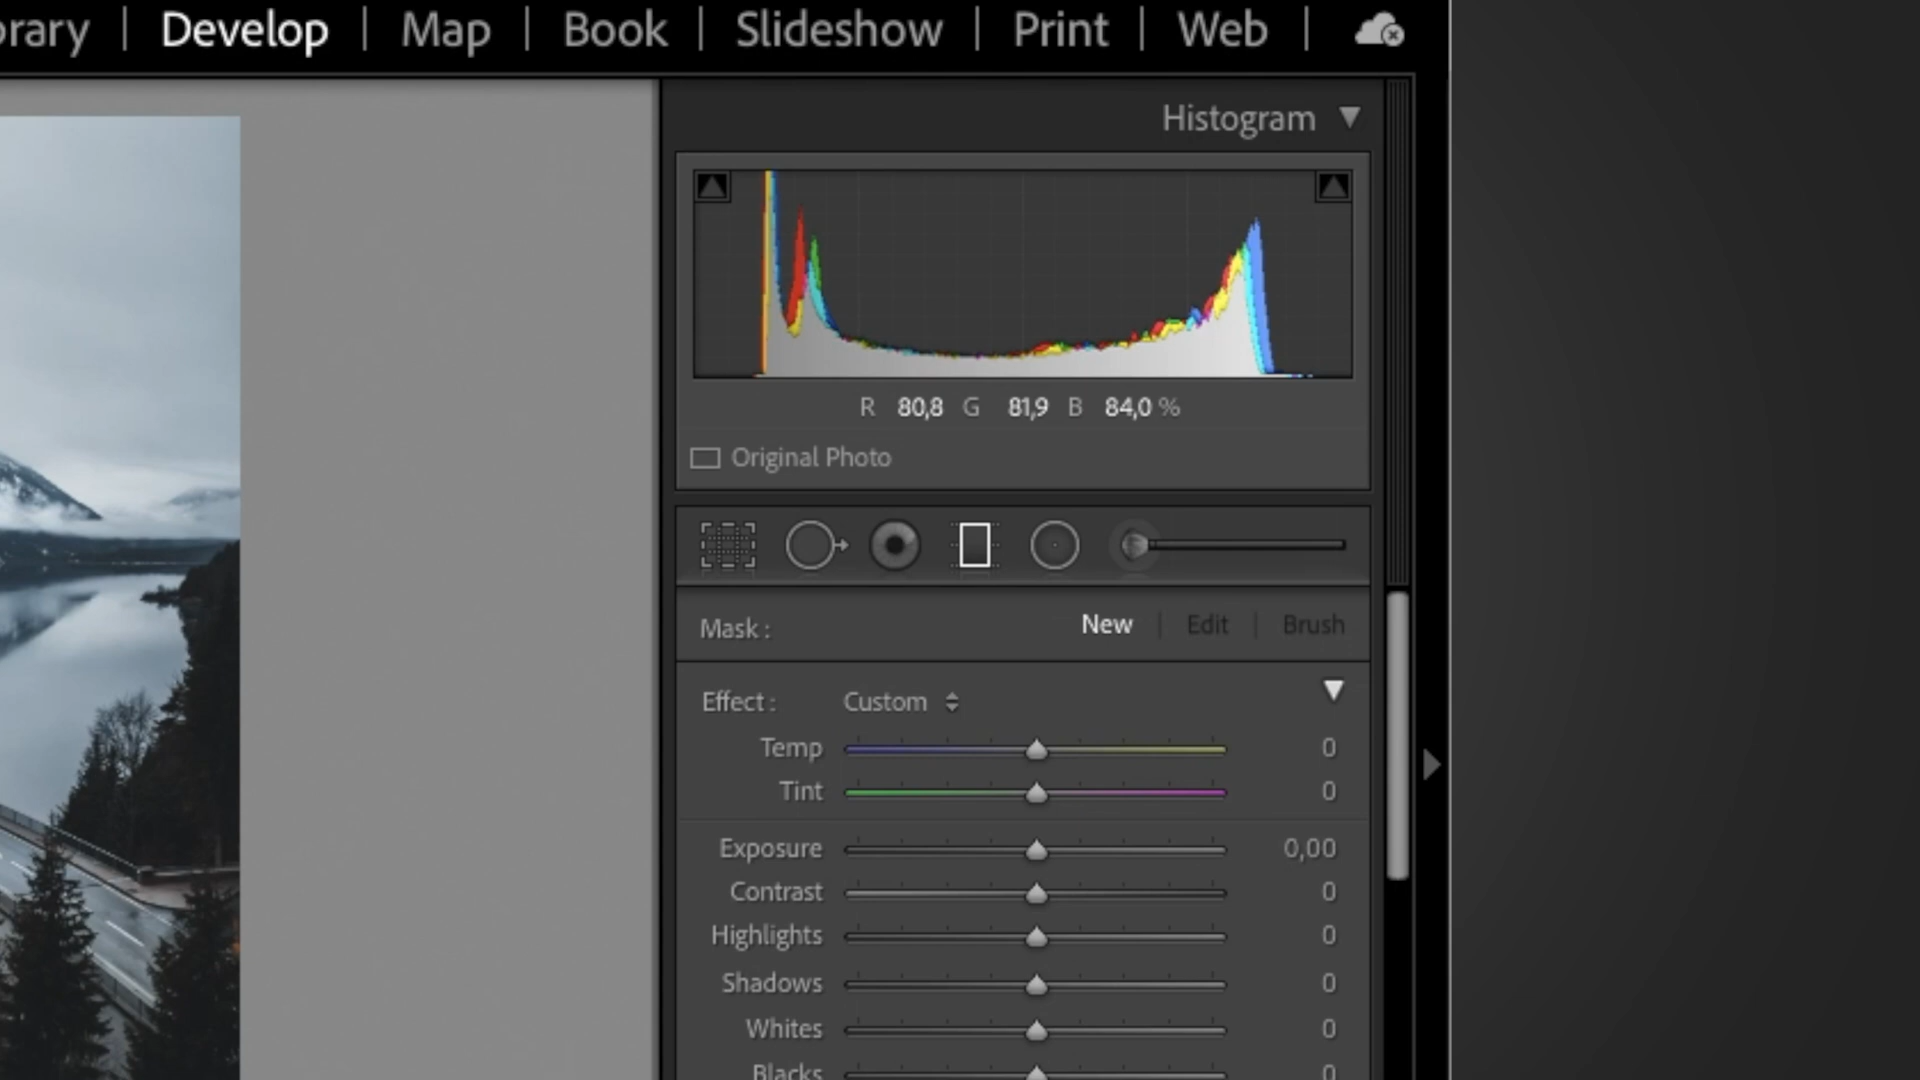 brary | Develop | Map | Book | Slideshow | Print | Web |
Histogram
R 80,8 G 81,9 B 84,0 %
Original Photo
Mask : New | Edit | Brush
Effect : Custom
Temp 0
Tint 0
Exposure 0,00
Contrast 0
Highlights 0
Shadows 0
Whites 0
Blacks 0